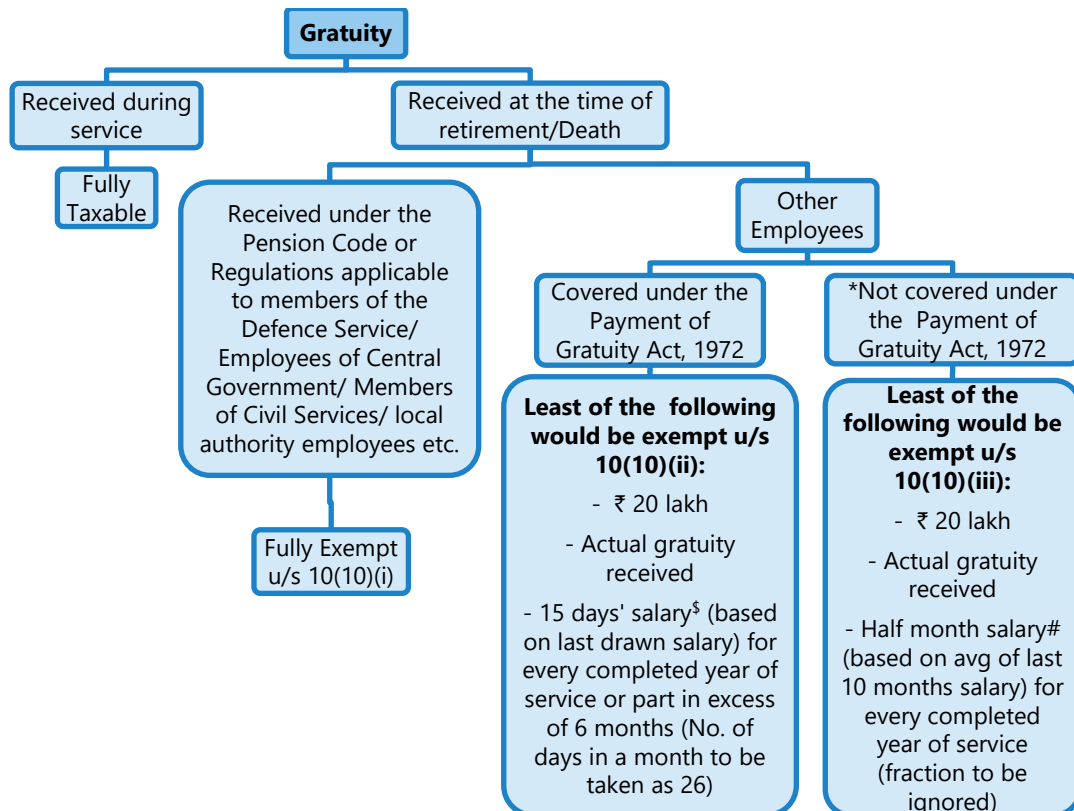 Gratuity
Received during
service
Fully
Taxable
Received at the time of
retirement/Death
Received under the
Pension Code or
Regulations applicable
to members of the
Defence Service/
Employees of Central
Government/ Members
of Civil Services/ local
authority employees etc.
Fully Exempt
u/s 10(10)(i)
Other
Employees
Covered under the
Payment of
Gratuity Act, 1972
Least of the following
would be exempt u/s
10(10)(ii):
- ₹ 20 lakh
- Actual gratuity
received
- 15 days' salary$ (based
on last drawn salary) for
every completed year of
service or part in excess
of 6 months (No. of
days in a month to be
taken as 26)
*Not covered under
the Payment of
Gratuity Act, 1972
Least of the
following would be
exempt u/s
10(10)(iii):
- ₹ 20 lakh
- Actual gratuity
received
- Half month salary#
(based on avg of last
10 months salary) for
every completed
year of service
(fraction to be
ignored)